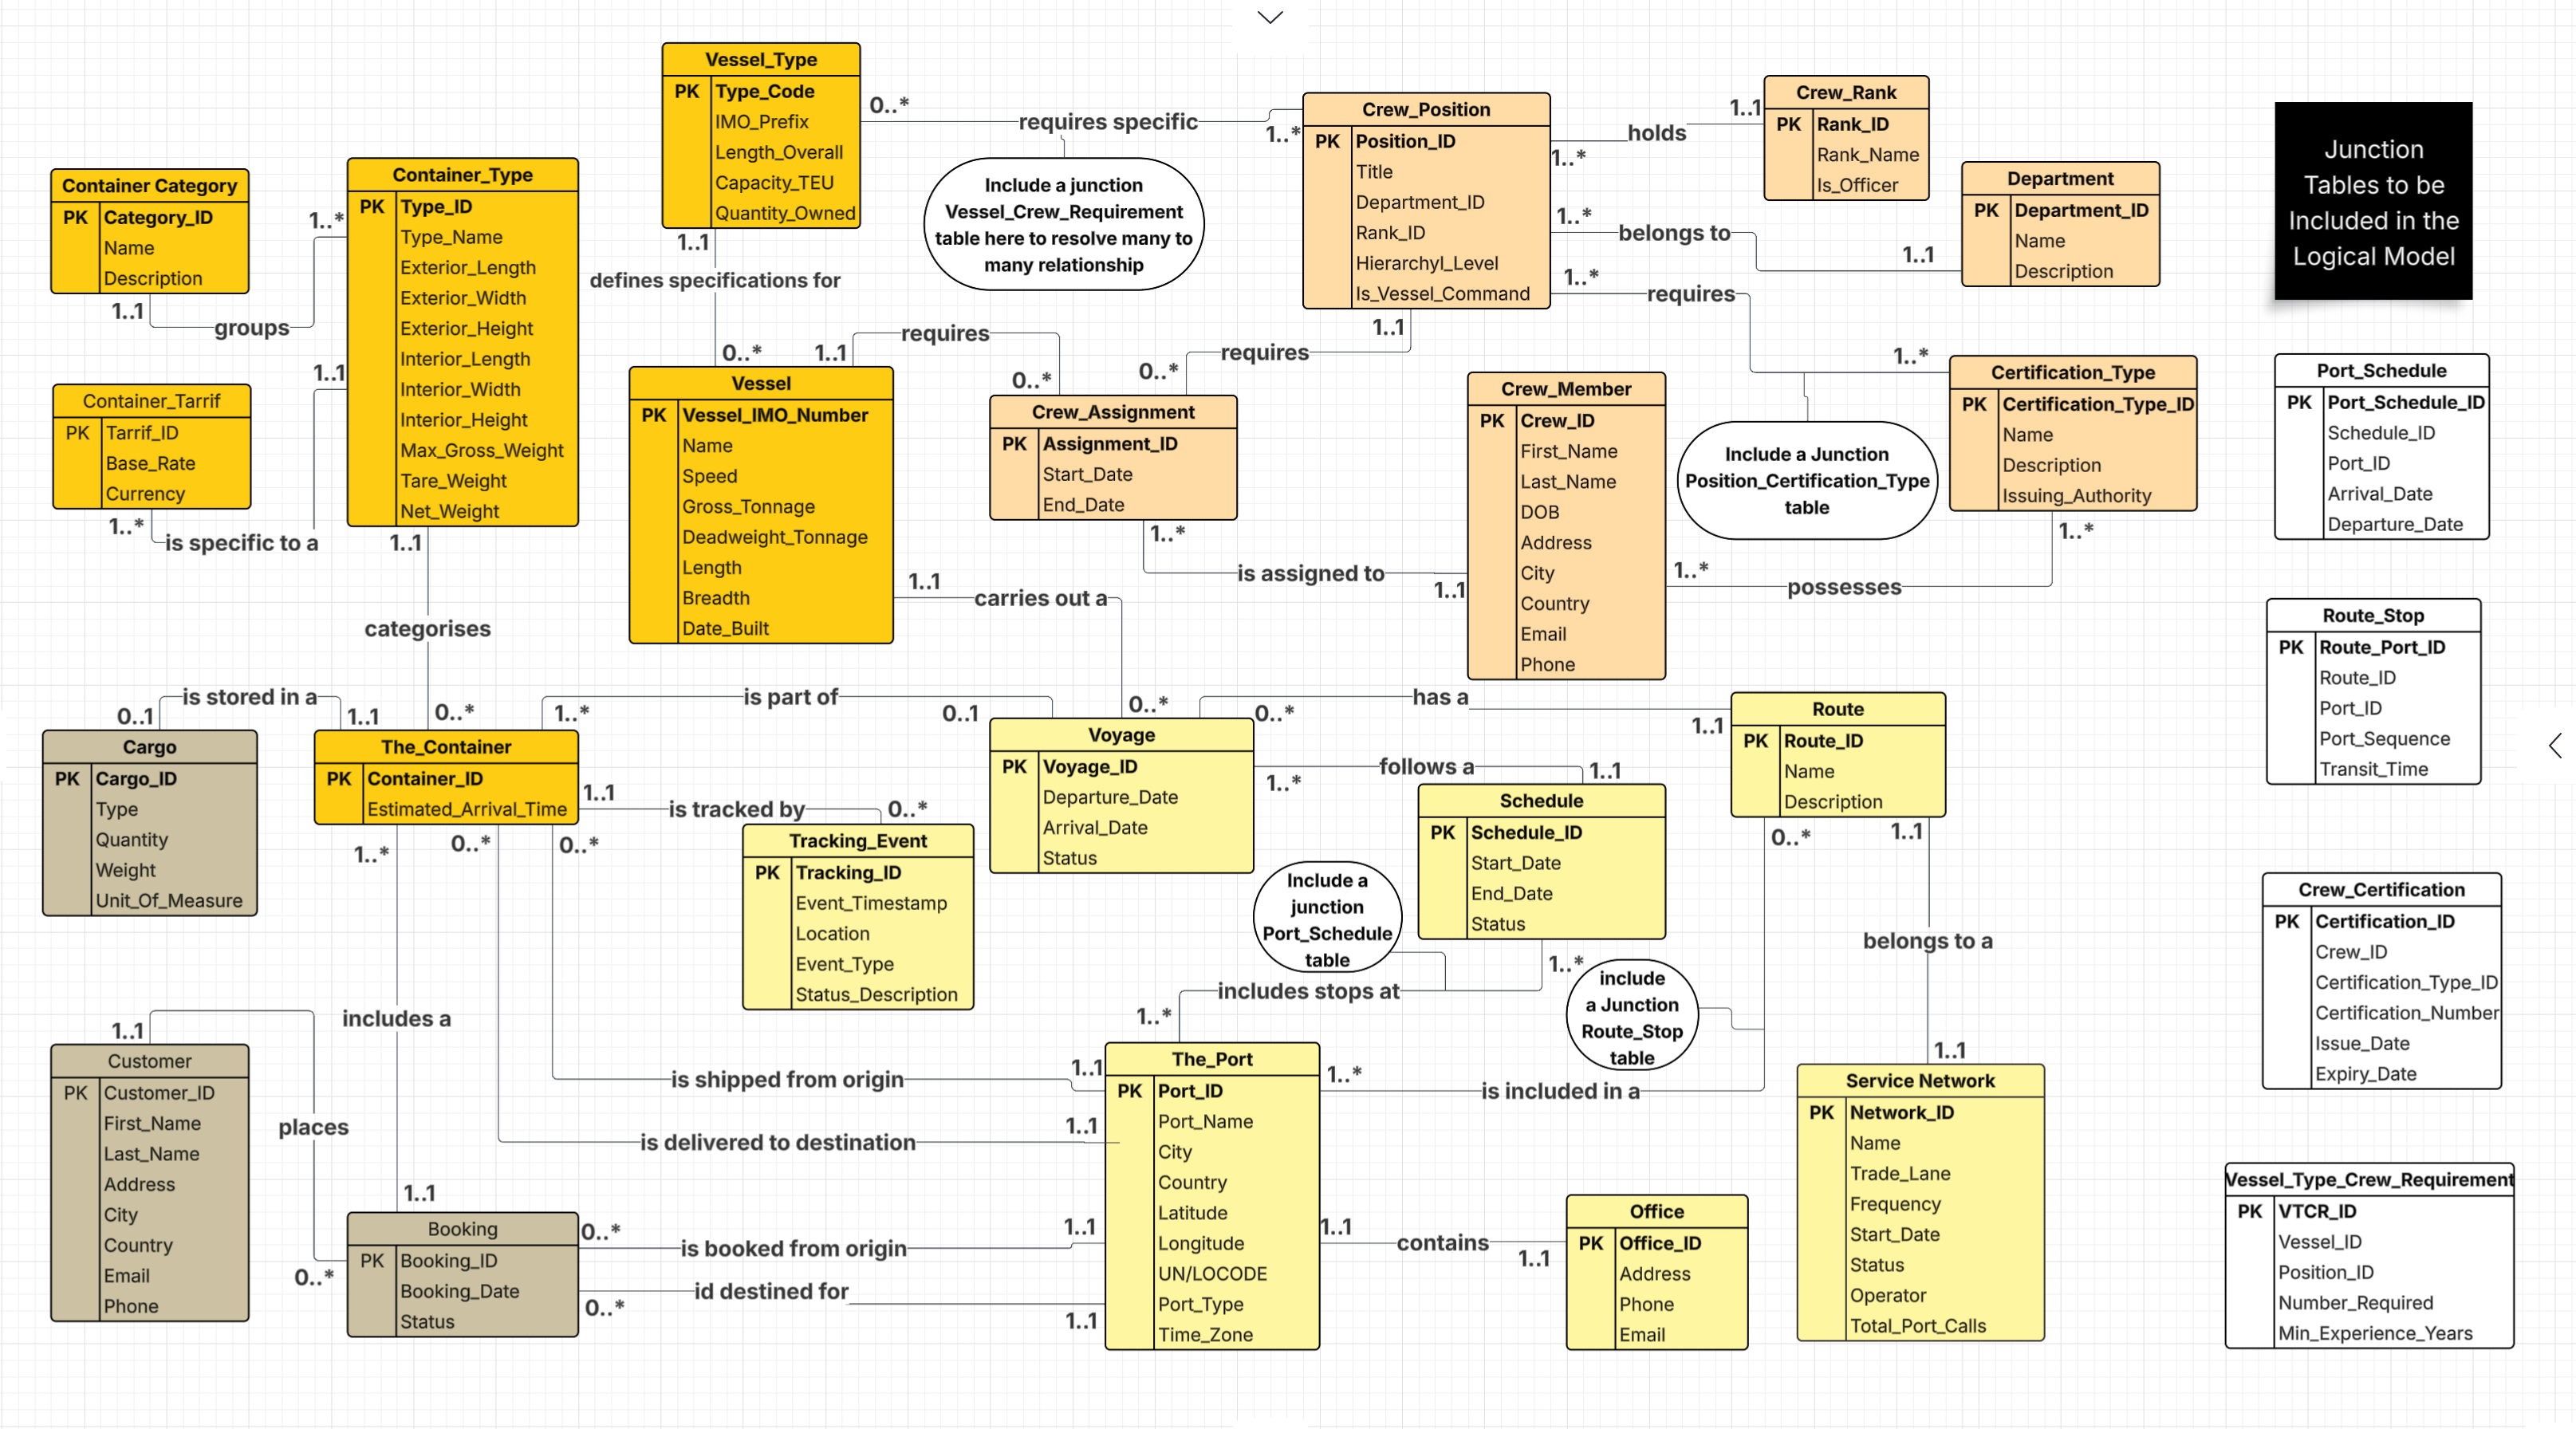 Vessel_Type
PK Type_Code
IMO_Prefix
Length_Overall
Capacity_TEU
Quantity_Owned
0..*
requires specific
1..*
Include a junction
Vessel_Crew_Requirement
table here to resolve many to
many relationship
Crew_Position
PK Position_ID
Title
Department_ID
Rank_ID
Hierarchyl_Level
Is_Vessel_Command
1..*
holds
1..1
Crew_Rank
PK Rank_ID
Rank_Name
Is_Officer
1..*
belongs to
1..1
Department
PK Department_ID
Name
Description
1..*
requires
1..*
Junction
Tables to be
Included in the
Logical Model
Container Category
PK Category_ID
Name
Description
1..1
groups
1..*
Container_Type
PK Type_ID
Type_Name
Exterior_Length
Exterior_Width
Exterior_Height
Interior_Length
Interior_Width
Interior_Height
Max_Gross_Weight
Tare_Weight
Net_Weight
1..1
Container_Tarrif
PK Tarrif_ID
Base_Rate
Currency
1..*
is specific to a
1..1
categorises
0..*
1..1
defines specifications for
0..*
Vessel
PK Vessel_IMO_Number
Name
Speed
Gross_Tonnage
Deadweight_Tonnage
Length
Breadth
Date_Built
1..1
requires
0..*
1..1
requires
0..*
Crew_Assignment
PK Assignment_ID
Start_Date
End_Date
1..*
is assigned to
1..1
Crew_Member
PK Crew_ID
First_Name
Last_Name
DOB
Address
City
Country
Email
Phone
Include a Junction
Position_Certification_Type
table
Certification_Type
PK Certification_Type_ID
Name
Description
Issuing_Authority
1..*
possesses
1..*
Port_Schedule
PK Port_Schedule_ID
Schedule_ID
Port_ID
Arrival_Date
Departure_Date
1..1
carries out a
0..*
is stored in a
0..1
1..1
Cargo
PK Cargo_ID
Type
Quantity
Weight
Unit_Of_Measure
The_Container
PK Container_ID
Estimated_Arrival_Time
1..*
is part of
0..1
1..1
is tracked by
0..*
Tracking_Event
PK Tracking_ID
Event_Timestamp
Location
Event_Type
Status_Description
Voyage
PK Voyage_ID
Departure_Date
Arrival_Date
Status
0..*
has a
1..1
Route
PK Route_ID
Name
Description
1..*
follows a
1..1
Schedule
PK Schedule_ID
Start_Date
End_Date
Status
Include a
junction
Port_Schedule
table
1..*
includes stops at
1..*
include
a Junction
Route_Stop
table
0..*
1..1
belongs to a
1..1
Route_Stop
PK Route_Port_ID
Route_ID
Port_ID
Port_Sequence
Transit_Time
Crew_Certification
PK Certification_ID
Crew_ID
Certification_Type_ID
Certification_Number
Issue_Date
Expiry_Date
1..*
0..*
0..*
includes a
1..1
Customer
PK Customer_ID
First_Name
Last_Name
Address
City
Country
Email
Phone
1..1
places
0..*
Booking
PK Booking_ID
Booking_Date
Status
is shipped from origin
1..1
is delivered to destination
1..1
0..*
is booked from origin
1..1
id destined for
0..*
1..1
The_Port
PK Port_ID
Port_Name
City
Country
Latitude
Longitude
UN/LOCODE
Port_Type
Time_Zone
1..*
is included in a
1..1
contains
1..1
Office
PK Office_ID
Address
Phone
Email
Service Network
PK Network_ID
Name
Trade_Lane
Frequency
Start_Date
Status
Operator
Total_Port_Calls
Vessel_Type_Crew_Requirement
PK VTCR_ID
Vessel_ID
Position_ID
Number_Required
Min_Experience_Years